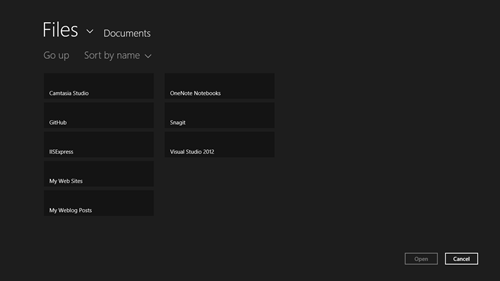 Files Documents
Go up Sort by name
Camtasia Studio
GitHub
IISExpress
My Web Sites
My Weblog Posts
OneNote Notebooks
Snagit
Visual Studio 2012
Open Cancel